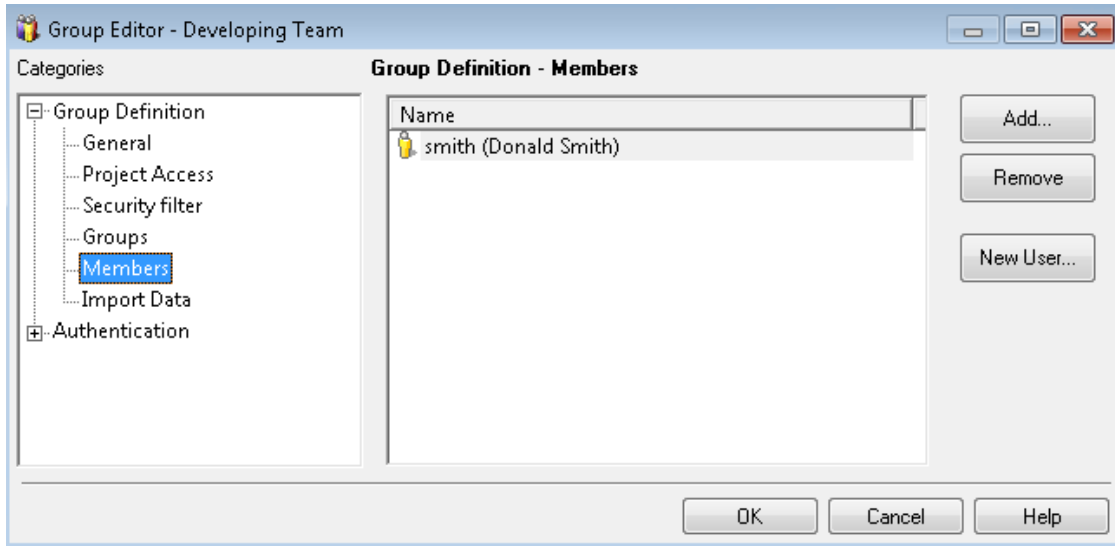 Group Editor - Developing Team
Categories
Group Definition - Members
Group Definition
General
Project Access
Security filter
Groups
Members
Import Data
Authentication
Name
smith (Donald Smith)
Add...
Remove
New User...
OK
Cancel
Help